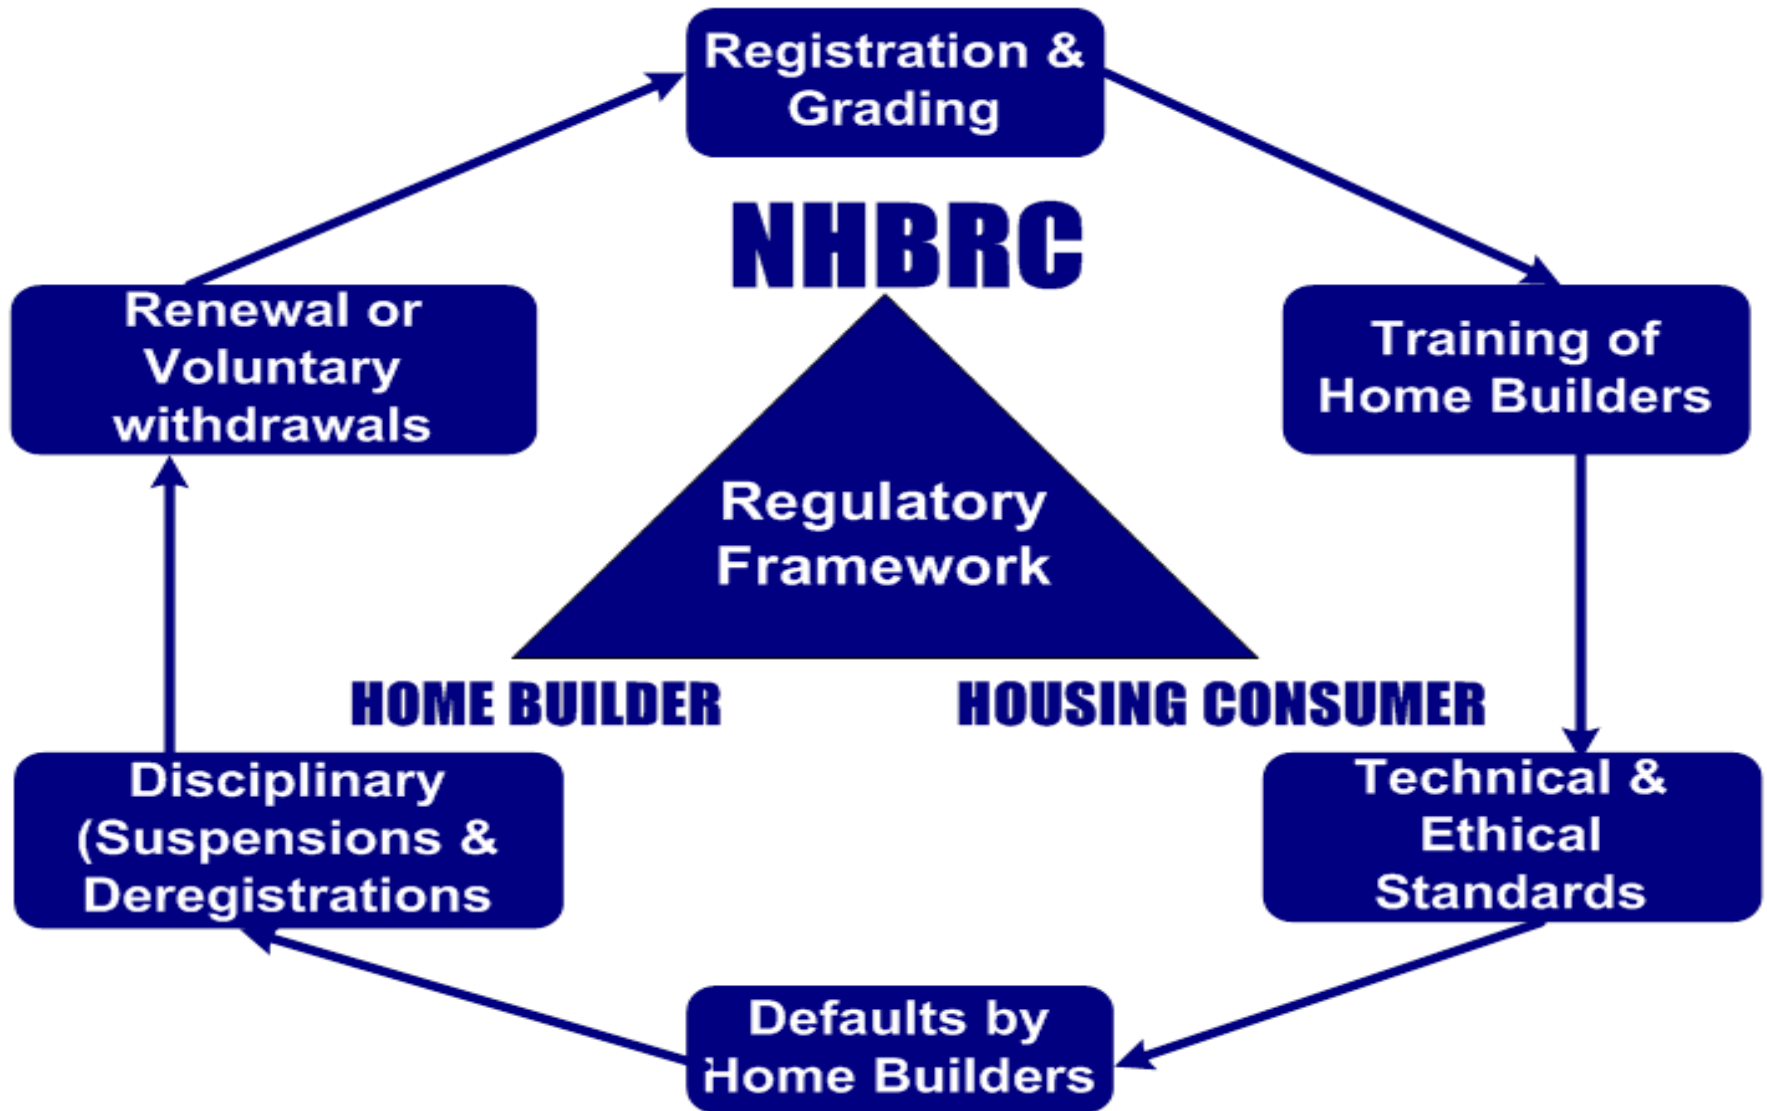 Registration &
Grading
NHBRC
Renewal or
Voluntary
withdrawals
Training of
Home Builders
Regulatory
Framework
HOME BUILDER
HOUSING CONSUMER
Disciplinary
(Suspensions &
Deregistrations
Technical &
Ethical
Standards
Defaults by
Home Builders